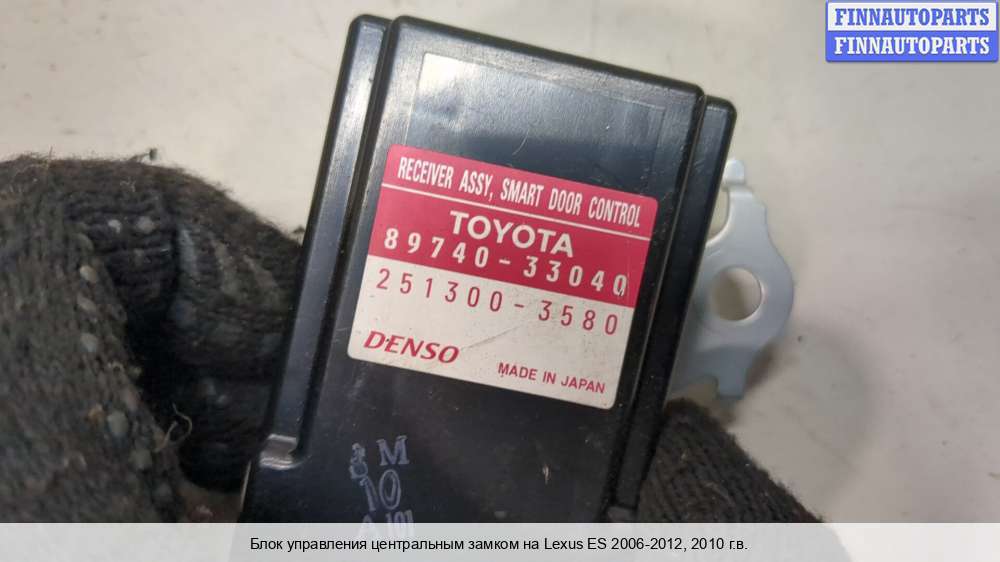 FINNAUTOPARTS
FINNAUTOPARTS
RECEIVER ASSY, SMART DOOR CONTROL
TOYOTA
89740-33040
251300-3580
DENSO
MADE IN JAPAN
M
10
Блок управления центральным замком на Lexus ES 2006-2012, 2010 г.в.